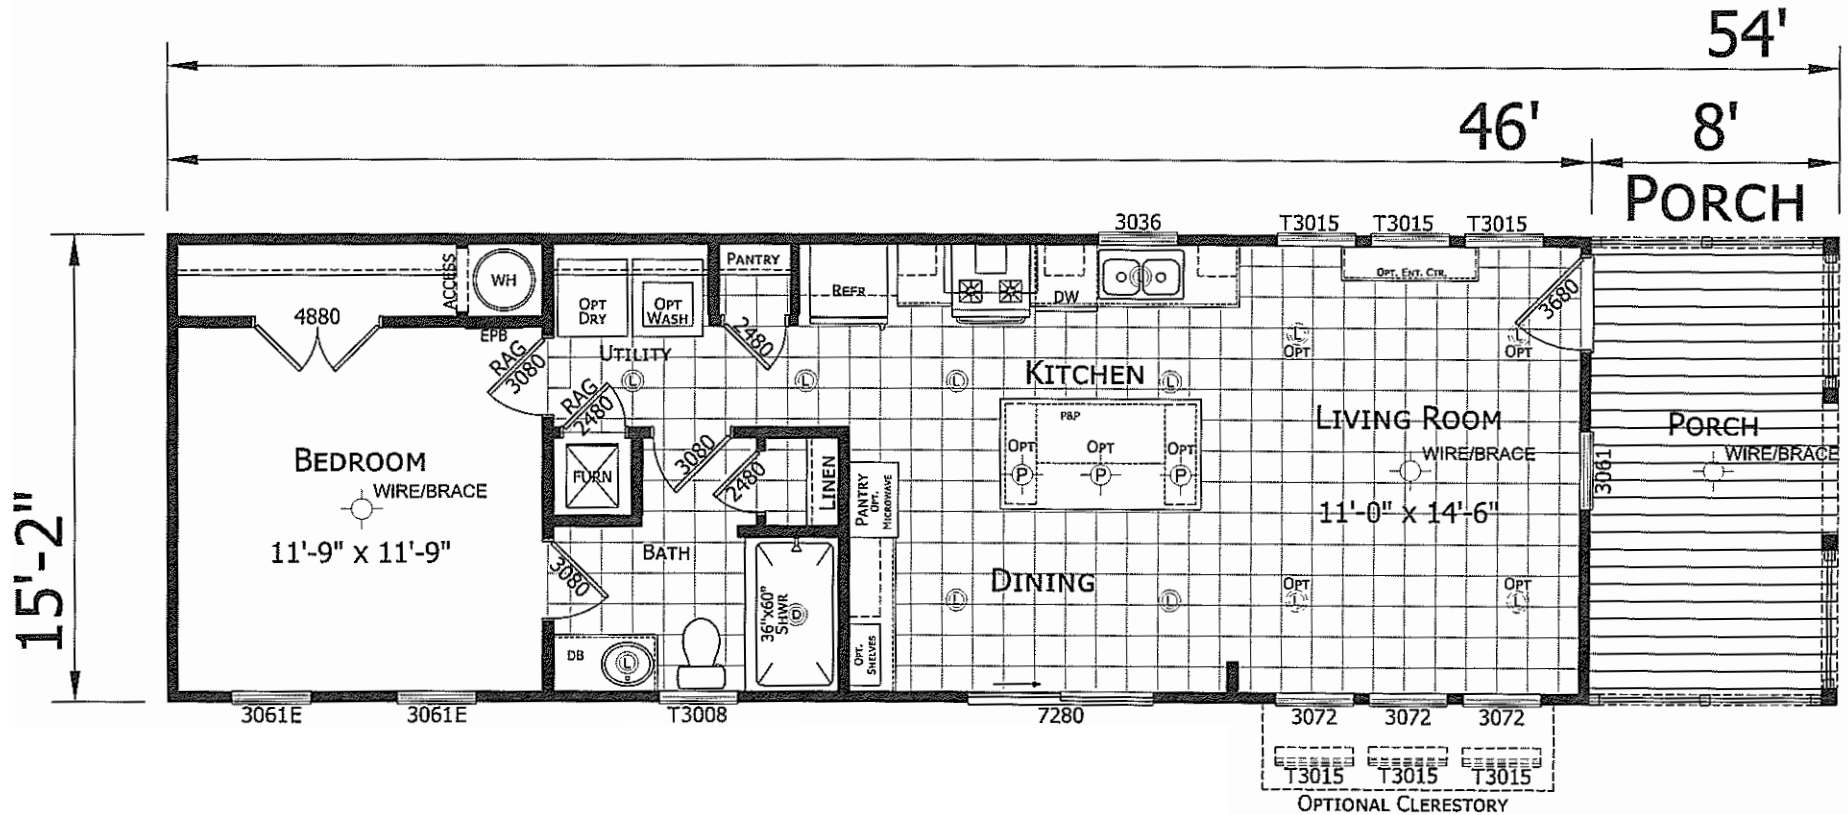 54'
46'
8'
PORCH
3036
T3015
T3015
T3015
15'-2"
ACCESS
WH
4880
EPB
RAG
3080
OPT
DRY
OPT
WASH
UTILITY
PANTRY
2480
REFR
DW
OPT. ENT. CTR.
3680
L
L
L
L
OPT
OPT
RAG
2480
KITCHEN
P&P
OPT
OPT
OPT
P
P
P
LIVING ROOM
WIRE/BRACE
11'-0" X 14'-6"
3061
PORCH
WIRE/BRACE
BEDROOM
WIRE/BRACE
11'-9" X 11'-9"
FURN
3080
2480
LINEN
PANTRY
OPT.
MICROWAVE
BATH
3080
36"x60"
SHWR
D
DB
L
OPT.
SHELVES
DINING
L
L
OPT
L
OPT
L
3061E
3061E
T3008
7280
3072
3072
3072
T3015
T3015
T3015
OPTIONAL CLERESTORY